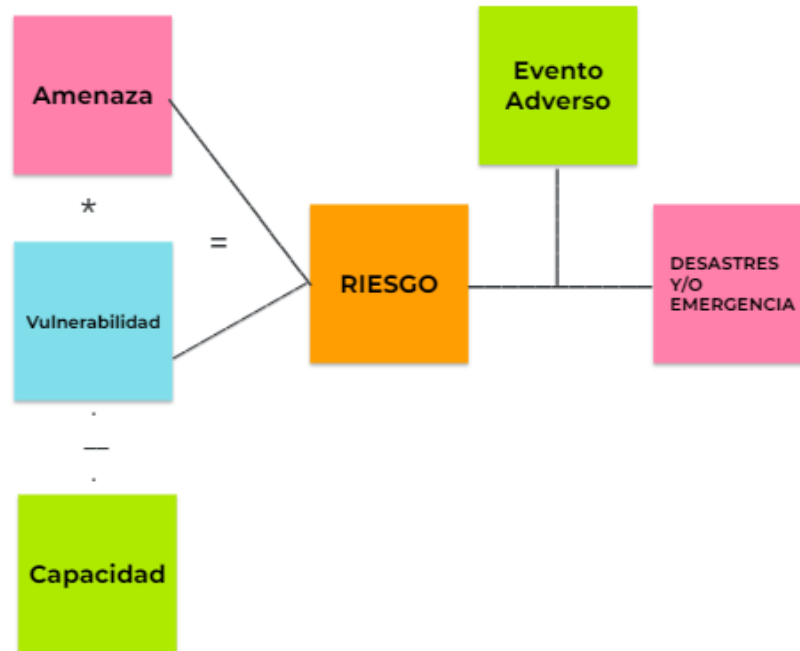 Amenaza
*
=
Vulnerabilidad
÷
Capacidad
RIESGO
Evento
Adverso
DESASTRES
Y/O
EMERGENCIA